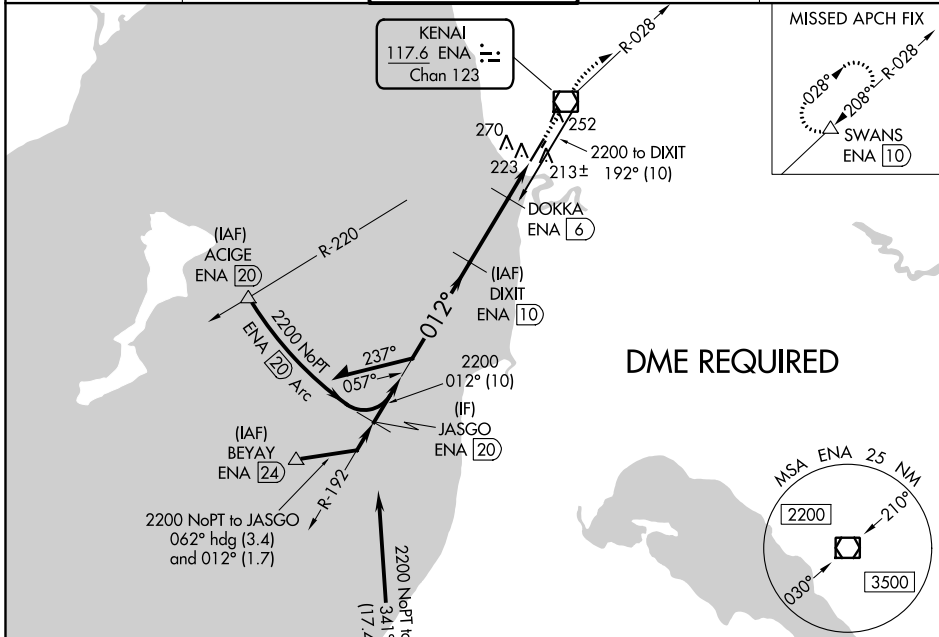 KENAI
117.6 ENA
Chan 123
R-028
MISSED APCH FIX
028°
208°
R-028
SWANS
ENA 10
270
252
223
213±
2200 to DIXIT
192° (10)
DOKKA
ENA 6
(IAF)
ACIGE
ENA 20
R-220
(IAF)
DIXIT
ENA 10
012°
2200 NoPT
ENA 20 Arc
237°
057°
2200
012° (10)
DME REQUIRED
(IF)
JASGO
ENA 20
(IAF)
BEYAY
ENA 24
R-192
2200 NoPT to JASGO
062° hdg (3.4)
and 012° (1.7)
2200 NoPT to
341°
(17.4
MSA ENA 25 NM
2200
210°
030°
3500